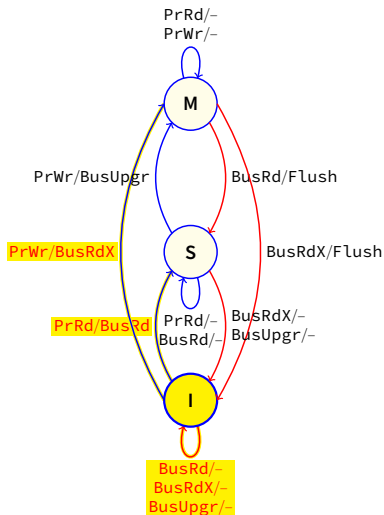 PrRd/–
PrWr/–
M
PrWr/BusUpgr
BusRd/Flush
PrWr/BusRdX
S
BusRdX/Flush
PrRd/BusRd
PrRd/–
BusRd/–
BusRdX/–
BusUpgr/–
I
BusRd/–
BusRdX/–
BusUpgr/–